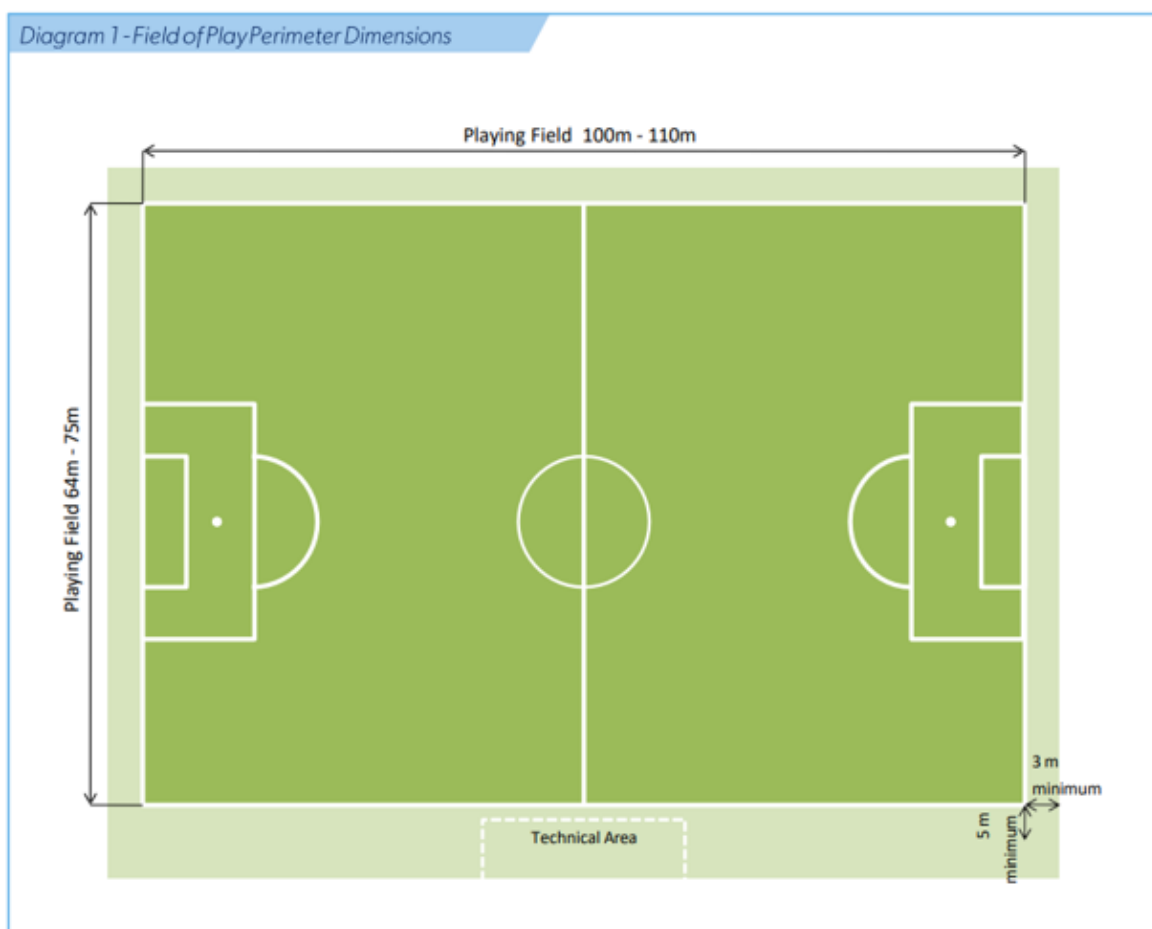 Diagram 1 - Field of Play Perimeter Dimensions
Playing Field 100m - 110m
Playing Field 64m - 75m
3 m
minimum
5 m
minimum
Technical Area